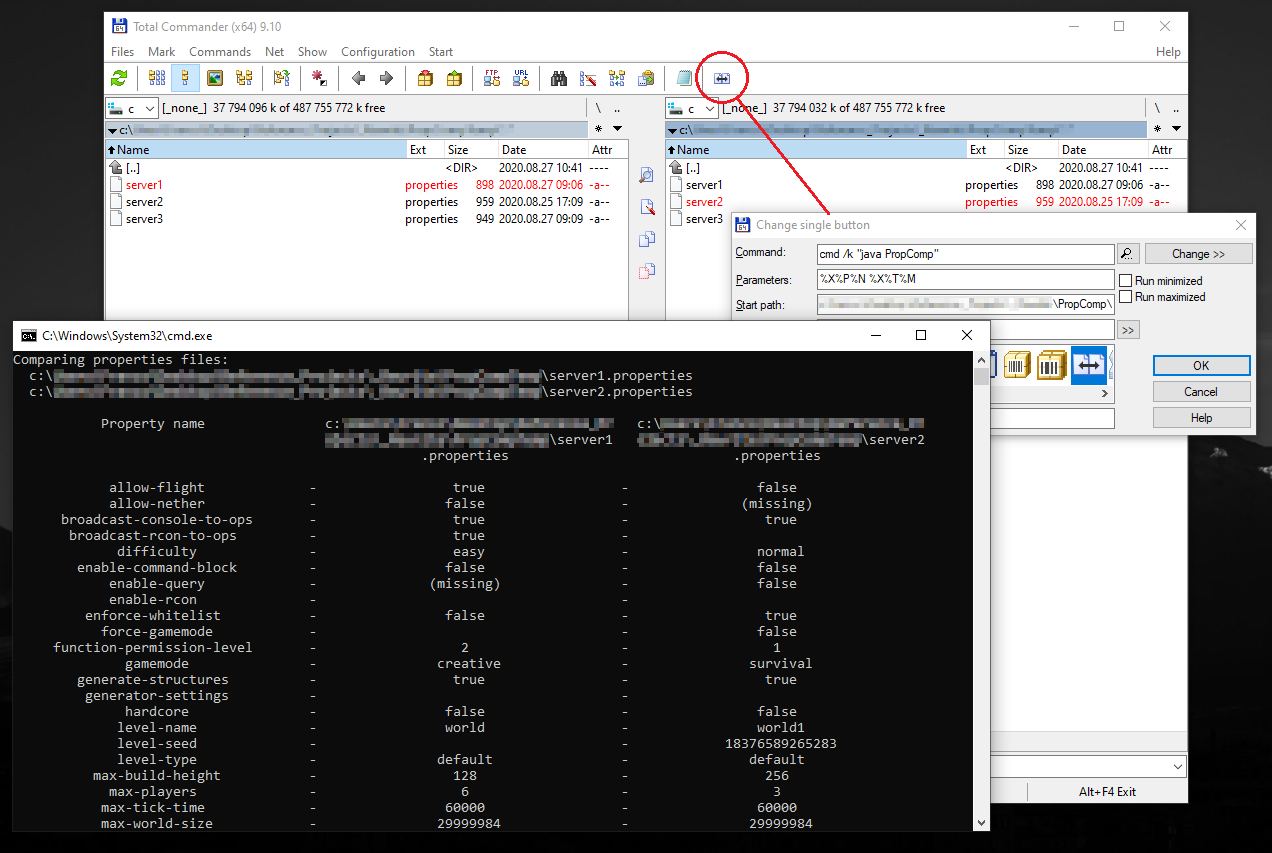 Total Commander (x64) 9.10
Files Mark Commands Net Show Configuration Start Help
FTP URL
c [_none_] 37 794 096 k of 487 755 772 k free \ ..
c [_none_] 37 794 032 k of 487 755 772 k free \ ..
c:\ * 
c:\ *
Name Ext Size Date Attr
Name Ext Size Date Attr
[..] <DIR> 2020.08.27 10:41 ----
[..] <DIR> 2020.08.27 10:41 ----
server1 properties 898 2020.08.27 09:06 -a--
server1 properties 898 2020.08.27 09:06 -a--
server2 properties 959 2020.08.25 17:09 -a--
server2 properties 959 2020.08.25 17:09 -a--
server3 properties 949 2020.08.27 09:09 -a--
server3
Change single button
Command: cmd /k "java PropComp" Change >>
Parameters: %X%P%N %X%T%M Run minimized
Run maximized
Start path: \PropComp\
>>
OK
Cancel
Help
Alt+F4 Exit
C:\Windows\System32\cmd.exe
Comparing properties files:
c:\ \server1.properties
c:\ \server2.properties
Property name c:\ c:\
\server1 \server2
.properties .properties
allow-flight - true - false
allow-nether - false - (missing)
broadcast-console-to-ops - true - true
broadcast-rcon-to-ops - true -
difficulty - easy - normal
enable-command-block - false - false
enable-query - (missing) - false
enable-rcon - -
enforce-whitelist - false - true
force-gamemode - - false
function-permission-level - 2 - 1
gamemode - creative - survival
generate-structures - true - true
generator-settings - -
hardcore - false - false
level-name - world - world1
level-seed - - 18376589265283
level-type - default - default
max-build-height - 128 - 256
max-players - 6 - 3
max-tick-time - 60000 - 60000
max-world-size - 29999984 - 29999984